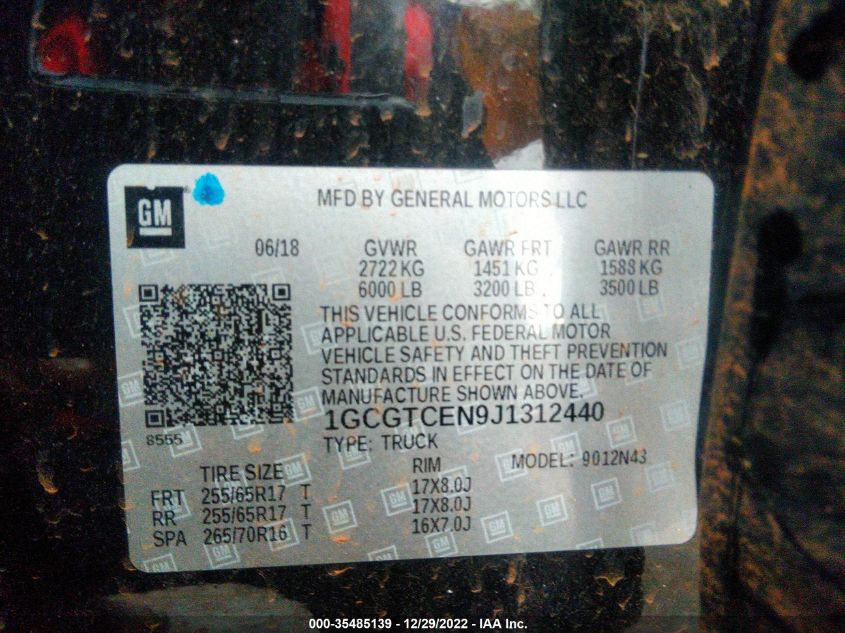 GM
MFD BY GENERAL MOTORS LLC
06/18 GVWR GAWR FRT GAWR RR
2722 KG 1451 KG 1588 KG
6000 LB 3200 LB 3500 LB
THIS VEHICLE CONFORMS TO ALL
APPLICABLE U.S. FEDERAL MOTOR
VEHICLE SAFETY AND THEFT PREVENTION
STANDARDS IN EFFECT ON THE DATE OF
MANUFACTURE SHOWN ABOVE.
8555
1GCGTCEN9J1312440
TYPE: TRUCK
TIRE SIZE RIM MODEL: 9012N43
FRT 255/65R17 T 17X8.0J
RR 255/65R17 T 17X8.0J
SPA 265/70R16 T 16X7.0J
000-35485139 - 12/29/2022 - IAA Inc.